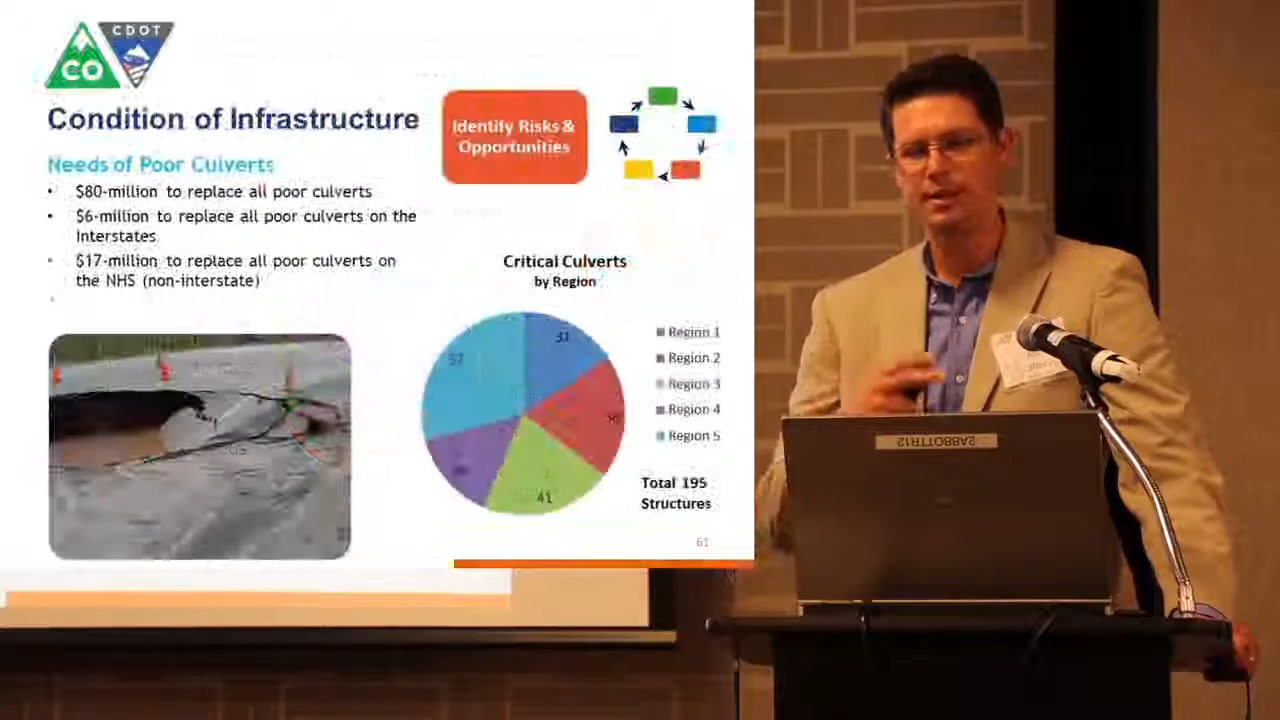 CDOT
CO
Condition of Infrastructure
Identify Risks &
Opportunities
Needs of Poor Culverts
• $80-million to replace all poor culverts
• $6-million to replace all poor culverts on the
Interstates
• $17-million to replace all poor culverts on
the NHS (non-interstate)
Critical Culverts
by Region
Region 1
Region 2
Region 3
Region 4
Region 5
41
Total 195
Structures
61
2ABBOTTR12